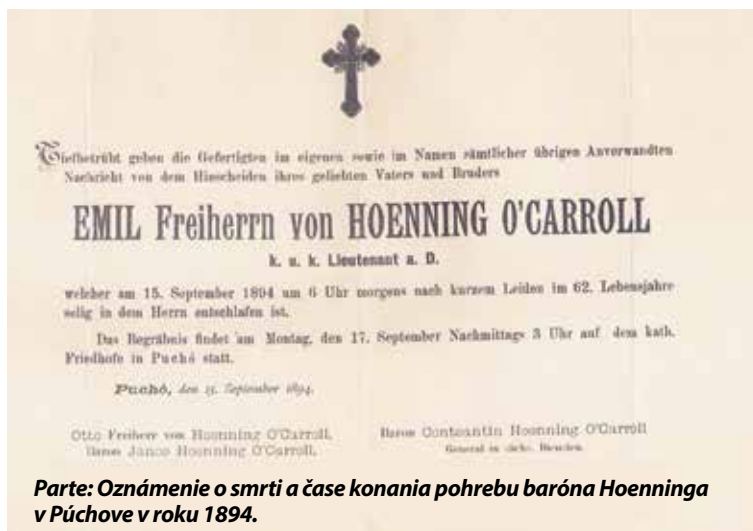 Tiefbetrübt geben die Gefertigten im eigenen sowie im Namen sämtlicher übrigen Anverwandten
Nachricht von dem Hinscheiden ihres geliebten Vaters und Bruders
EMIL Freiherrn von HOENNING O'CARROLL
k. u. k. Lieutenant a. D.
welcher am 15. September 1894 um 6 Uhr morgens nach kurzem Leiden im 62. Lebensjahre
selig in dem Herrn entschlafen ist.
Das Begräbnis findet am Montag, den 17. September Nachmittags 3 Uhr auf dem kath.
Friedhofe in Puchó statt.
Puchó, den 15. September 1894.
Otto Freiherr von Hoenning O'Carroll,
Baron Janco Hoenning O'Carroll,
Baron Constantin Hoenning O'Carroll
General in
Parte: Oznámenie o smrti a čase konania pohrebu baróna Hoenninga
v Púchove v roku 1894.